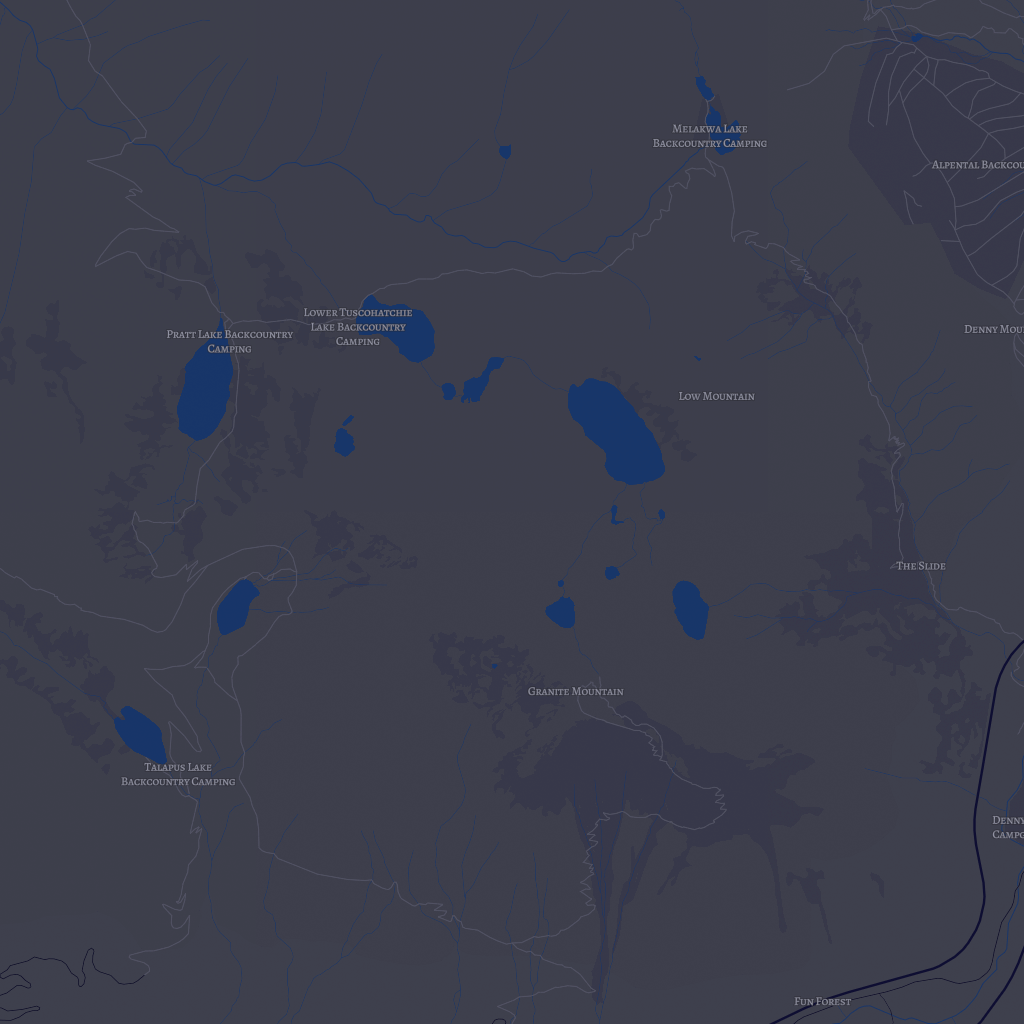 Melakwa Lake
Backcountry Camping
Alpental Backcou
Lower Tuscohatchie
Lake Backcountry
Camping
Pratt Lake Backcountry
Camping
Denny Mou
Low Mountain
The Slide
Granite Mountain
Talapus Lake
Backcountry Camping
Denny
Campg
Fun Forest